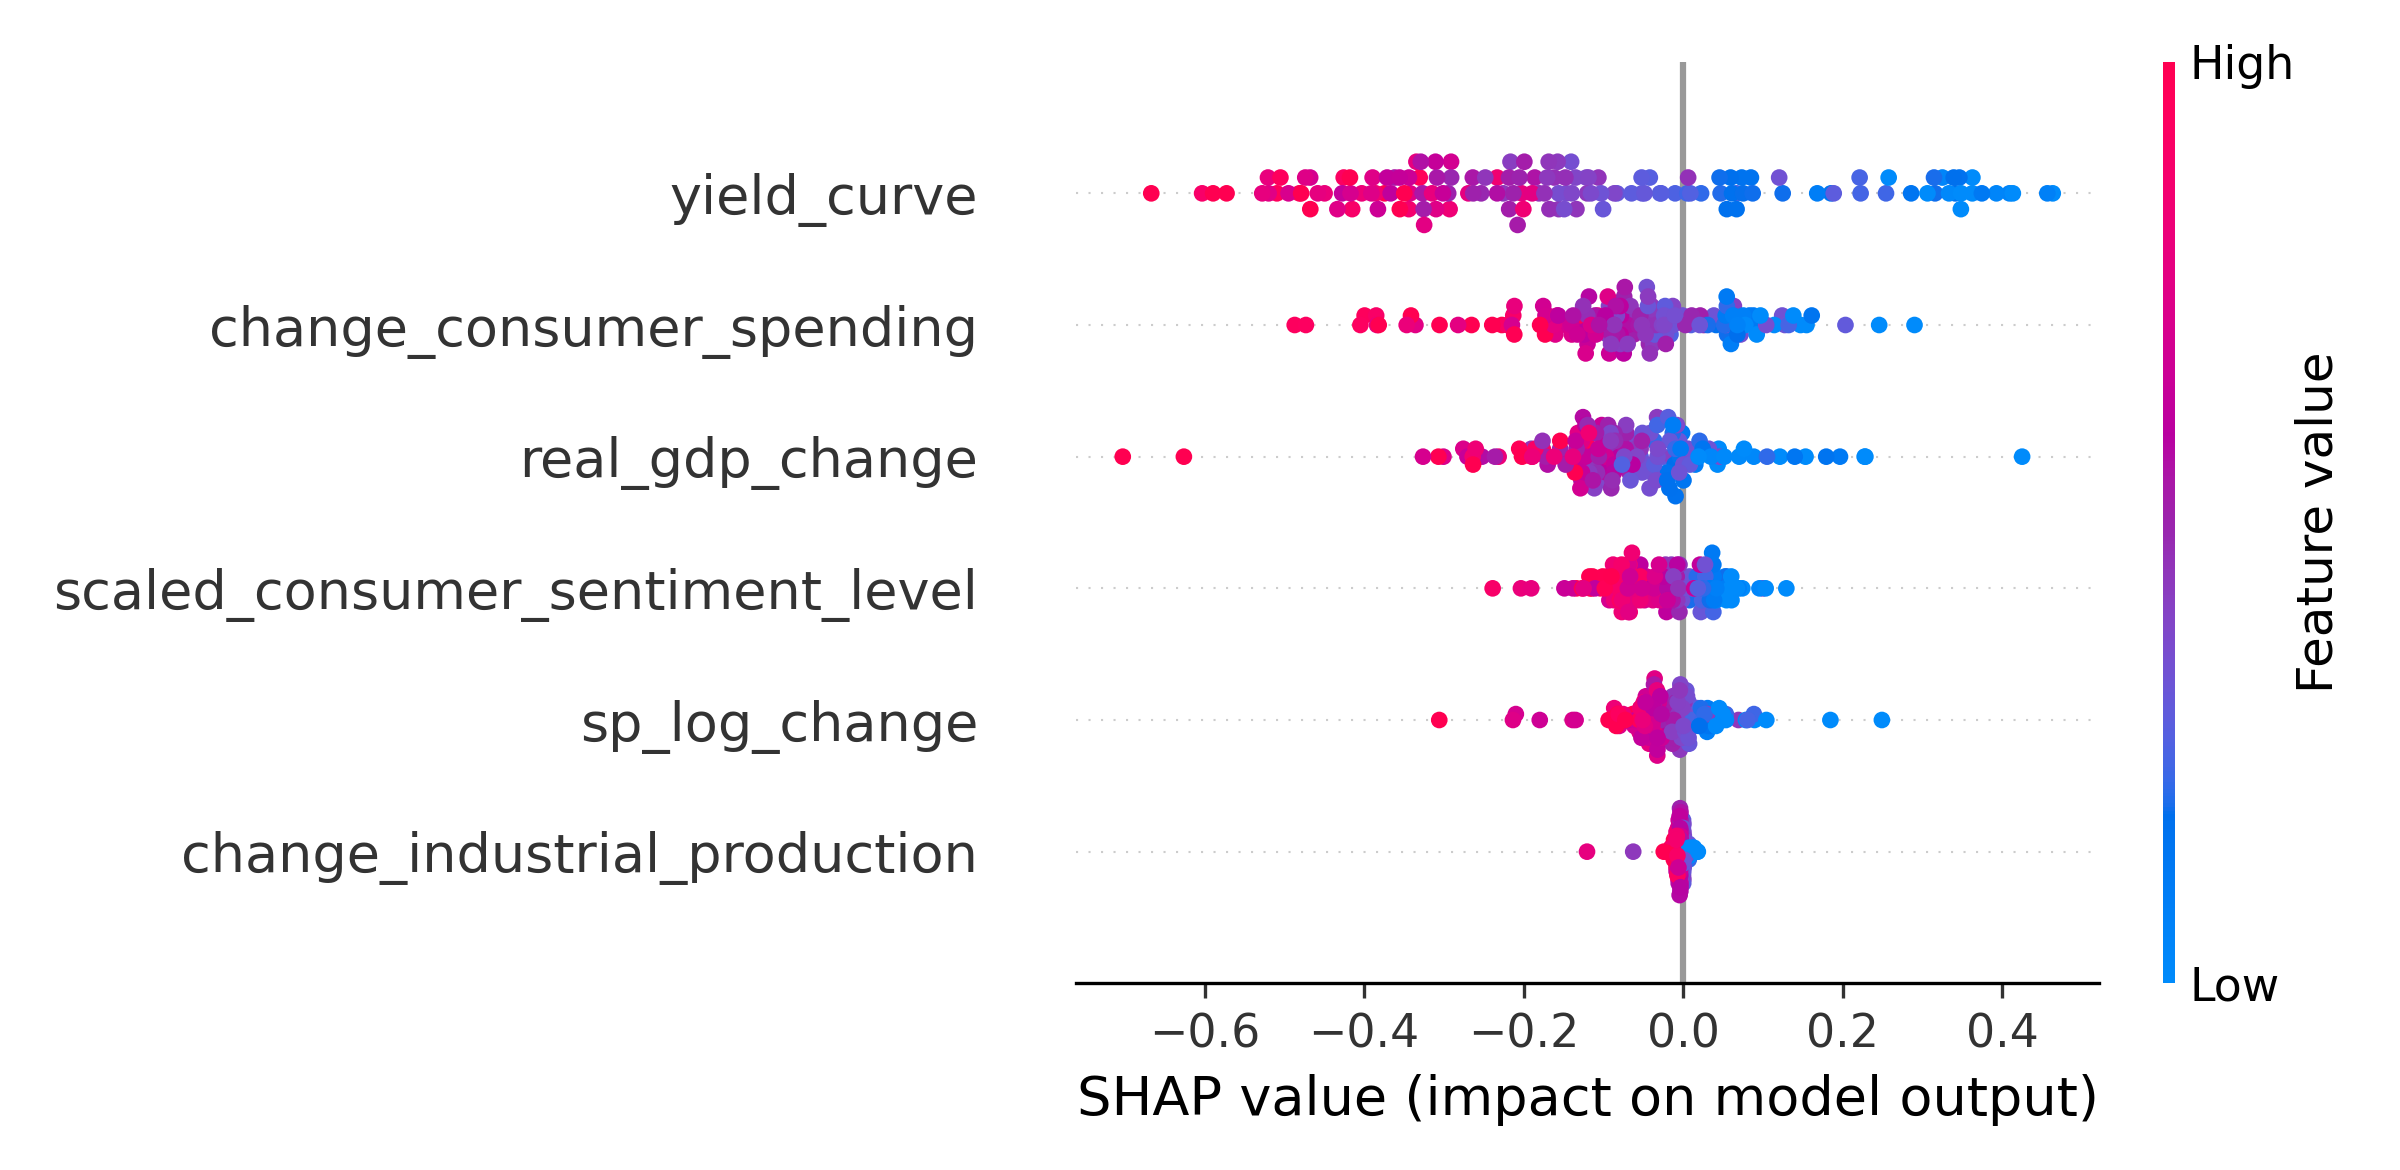 High
yield_curve
change_consumer_spending
real_gdp_change
scaled_consumer_sentiment_level
sp_log_change
change_industrial_production
Feature value
Low
−0.6 −0.4 −0.2 0.0 0.2 0.4
SHAP value (impact on model output)